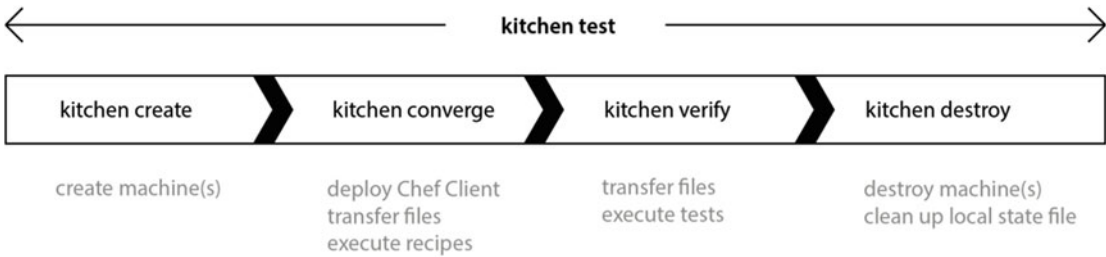 kitchen test
kitchen create
kitchen converge
kitchen verify
kitchen destroy
create machine(s)
deploy Chef Client
transfer files
execute recipes
transfer files
execute tests
destroy machine(s)
clean up local state file